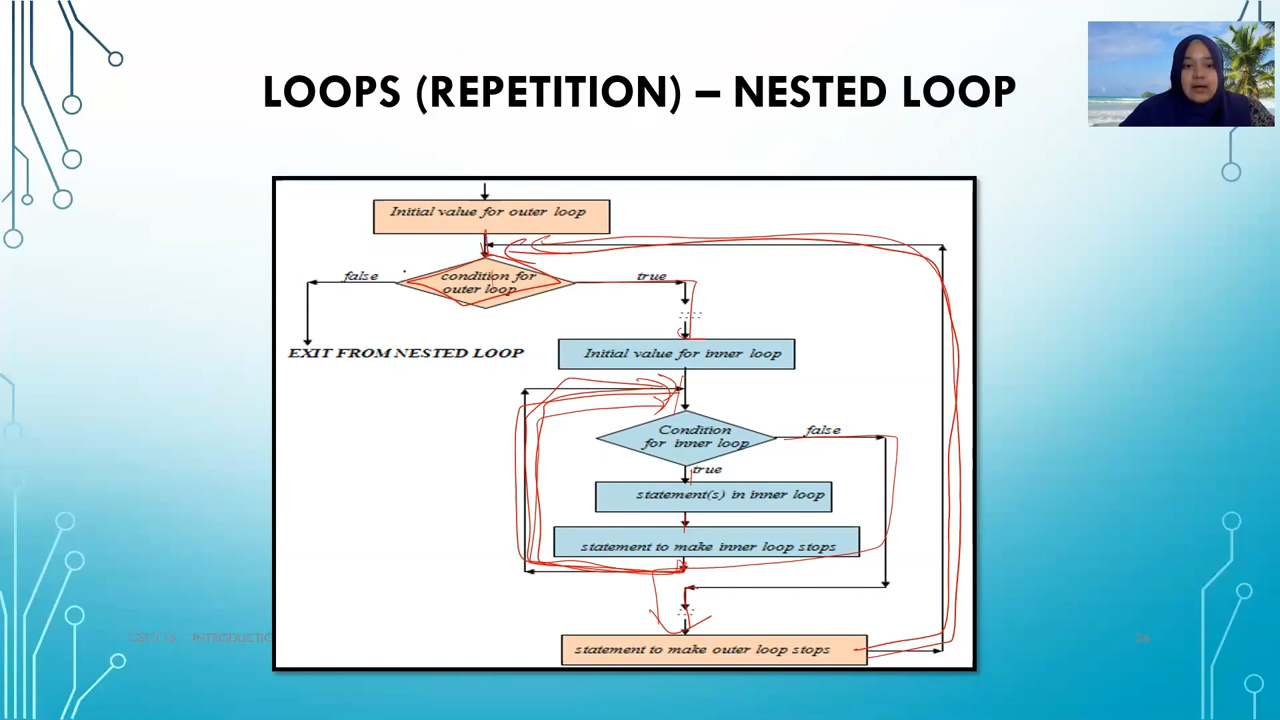 LOOPS (REPETITION) – NESTED LOOP
Initial value for outer loop
false
condition for
outer loop
true
EXIT FROM NESTED LOOP
Initial value for inner loop
Condition
for inner loop
false
true
statement(s) in inner loop
statement to make inner loop stops
statement to make outer loop stops